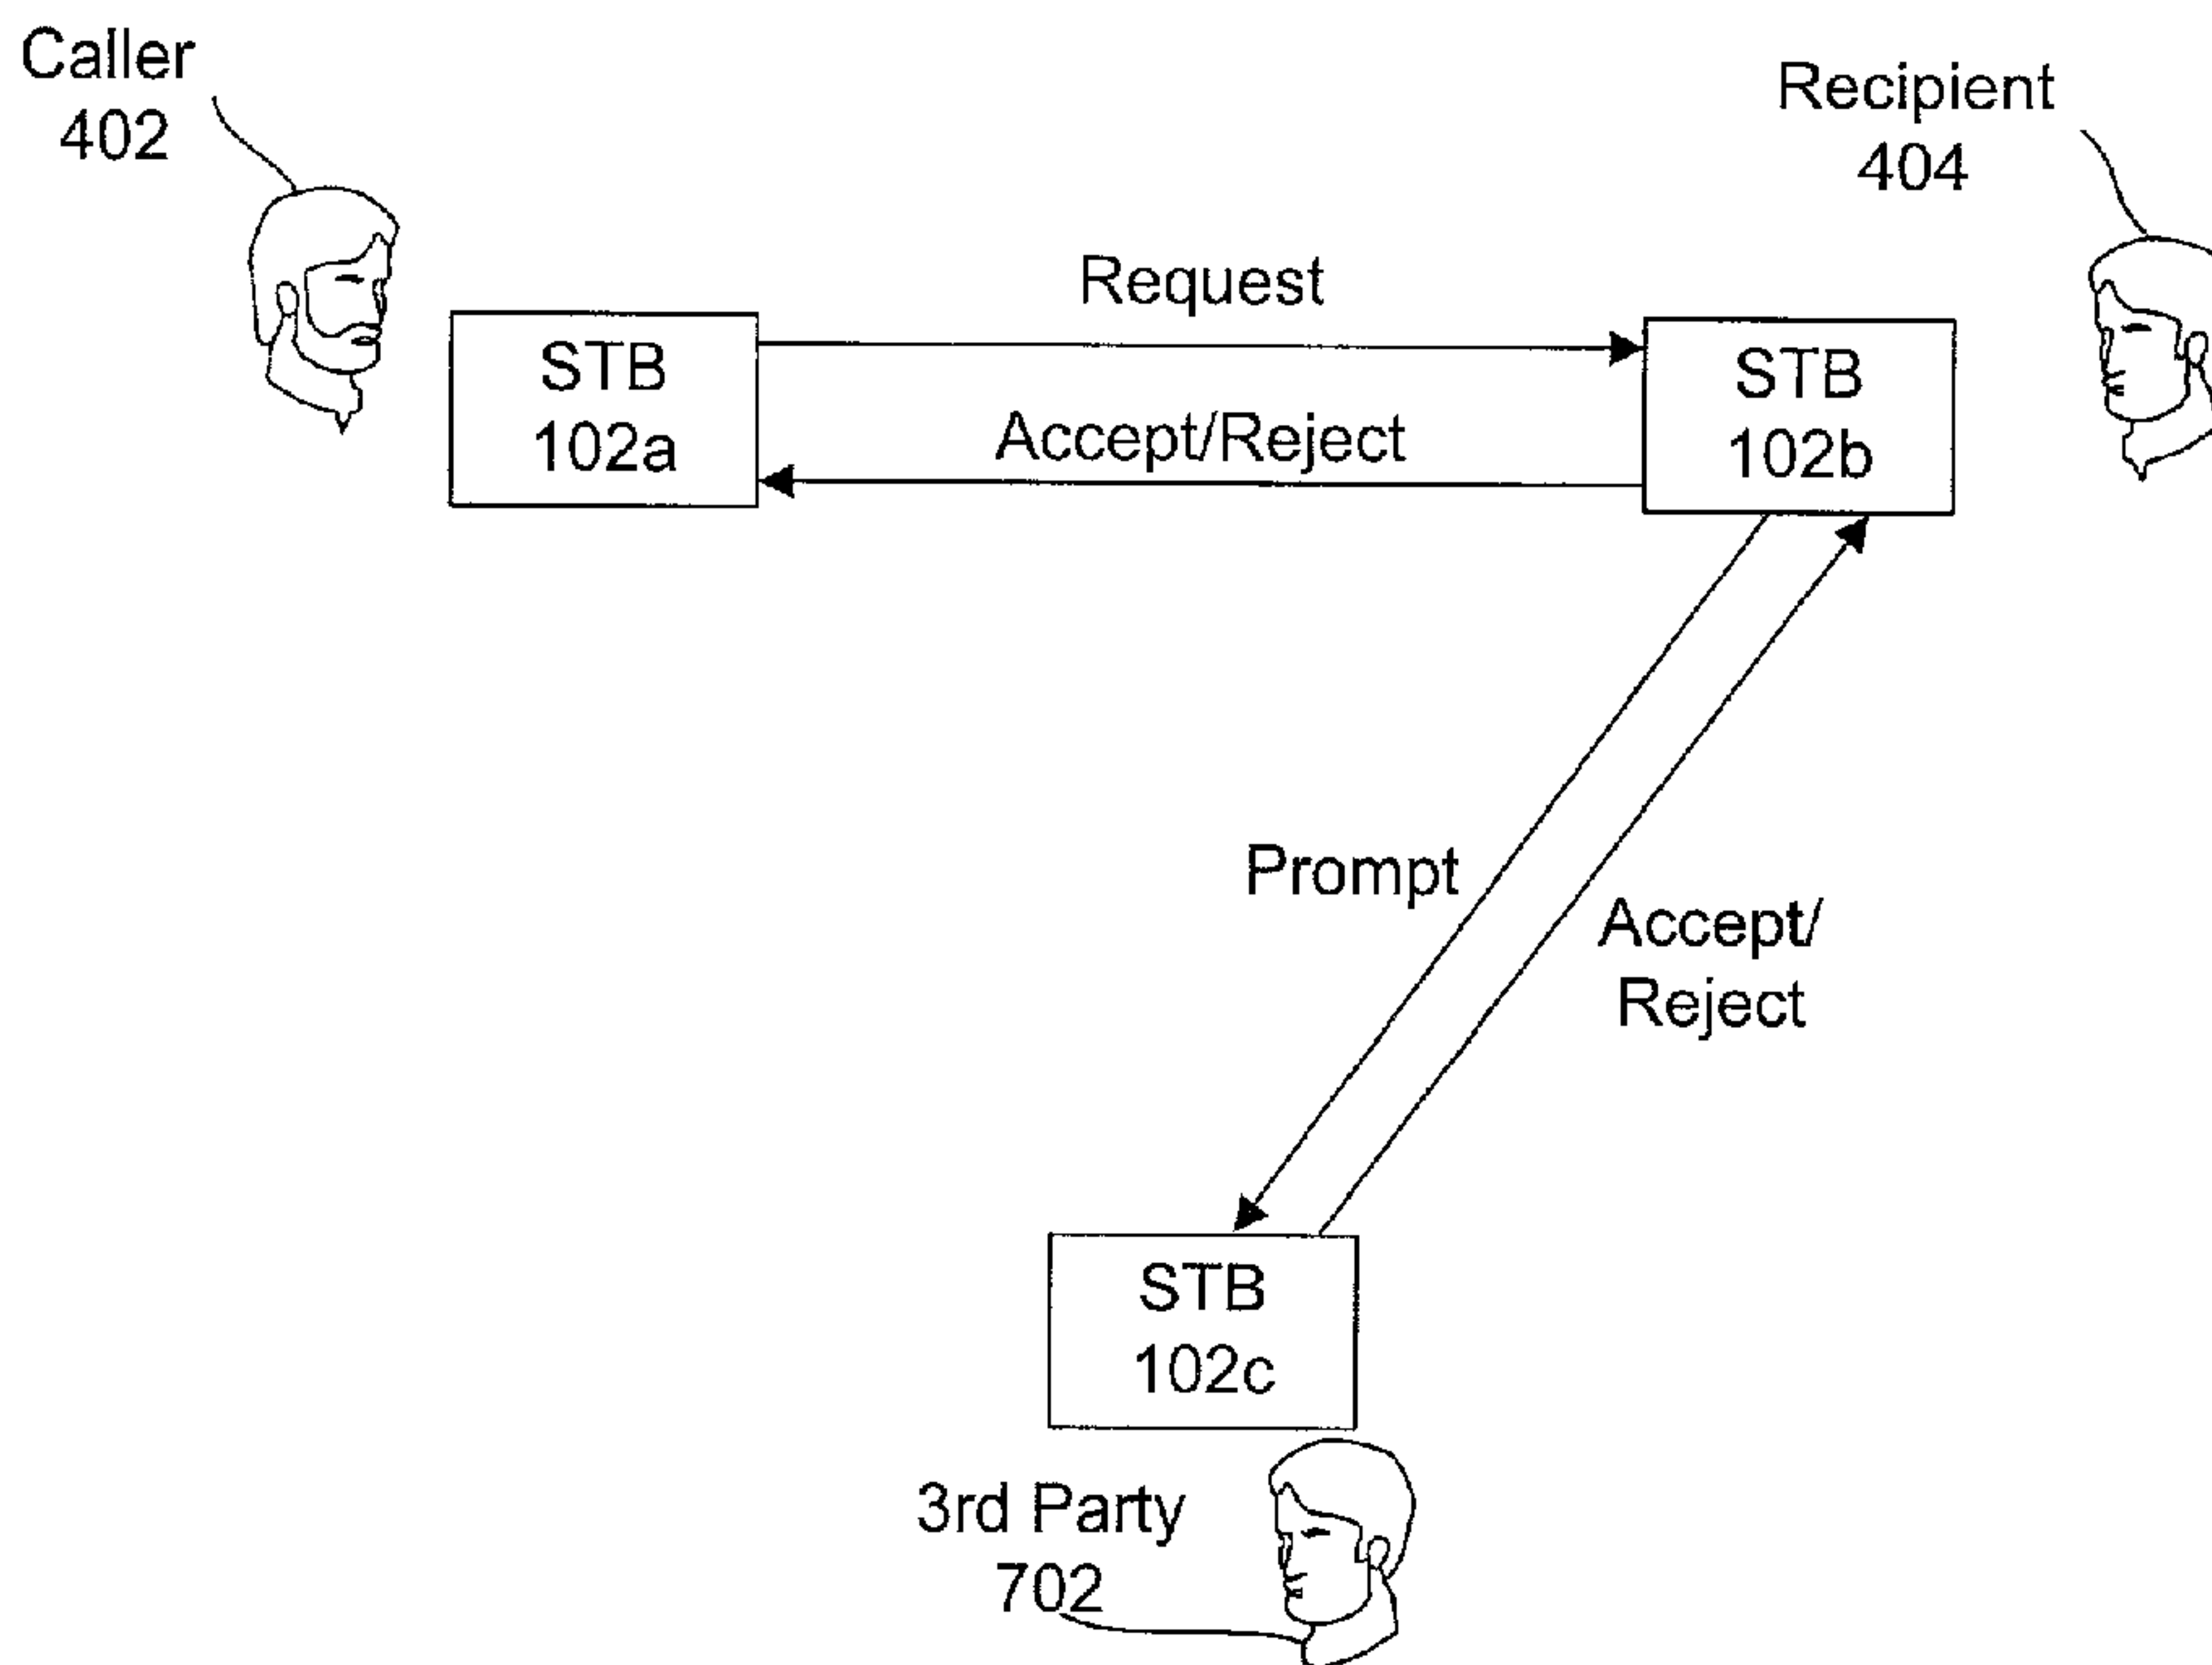 Caller
402
Recipient
404
Request
STB
102a
Accept/Reject
STB
102b
Prompt
Accept/
Reject
STB
102c
3rd Party
702